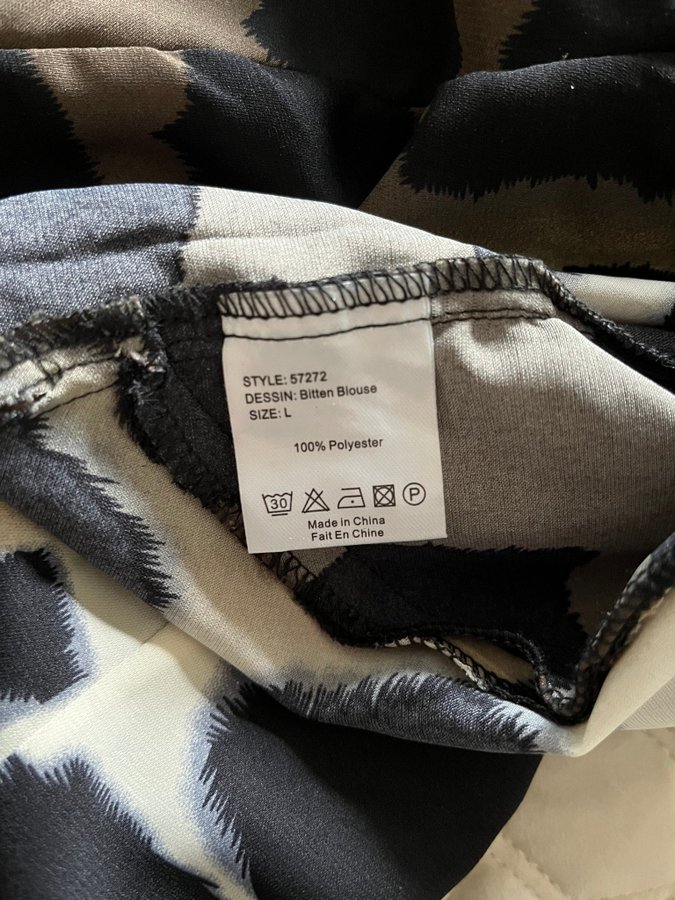 STYLE: 57272
DESSIN: Bitten Blouse
SIZE: L
100% Polyester
30 P
Made in China
Fait En Chine